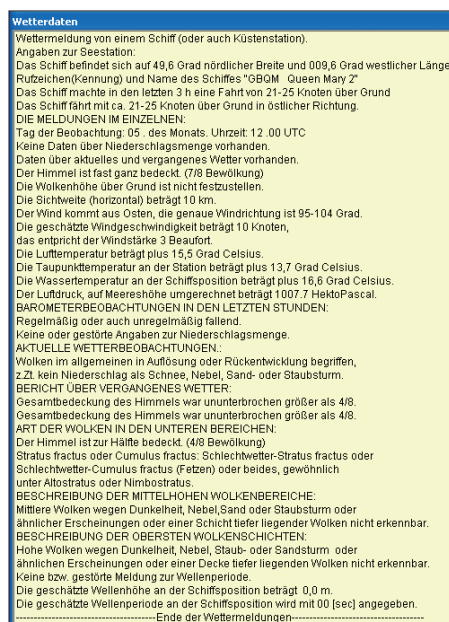 Wetterdaten
Wettermeldung von einem Schiff (oder auch Küstenstation).
Angaben zur Seestation:
Das Schiff befindet sich auf 49,6 Grad nördlicher Breite und 009,6 Grad westlicher Länge
Rufzeichen(Kennung) und Name des Schiffes "GBQM   Queen Mary 2"
Das Schiff machte in den letzten 3 h eine Fahrt von 21-25 Knoten über Grund
Das Schiff fährt mit ca. 21-25 Knoten über Grund in östlicher Richtung.
DIE MELDUNGEN IM EINZELNEN:
Tag der Beobachtung: 05 . des Monats. Uhrzeit: 12 .00 UTC
Keine Daten über Niederschlagsmenge vorhanden.
Daten über aktuelles und vergangenes Wetter vorhanden.
Der Himmel ist fast ganz bedeckt. (7/8 Bewölkung)
Die Wolkenhöhe über Grund ist nicht festzustellen.
Die Sichtweite (horizontal) beträgt 10 km.
Der Wind kommt aus Osten, die genaue Windrichtung ist 95-104 Grad.
Die geschätzte Windgeschwindigkeit beträgt 10 Knoten,
das entspricht der Windstärke 3 Beaufort.
Die Lufttemperatur beträgt plus 15,5 Grad Celsius.
Die Taupunkttemperatur an der Station beträgt plus 13,7 Grad Celsius.
Die Wassertemperatur an der Schiffsposition beträgt plus 16,6 Grad Celsius.
Der Luftdruck, auf Meereshöhe umgerechnet beträgt 1007.7 HektoPascal.
BAROMETERBEOBACHTUNGEN IN DEN LETZTEN STUNDEN:
Regelmäßig oder auch unregelmäßig fallend.
Keine oder gestörte Angaben zur Niederschlagsmenge.
AKTUELLE WETTERBEOBACHTUNGEN.:
Wolken im allgemeinen in Auflösung oder Rückentwicklung begriffen,
z.Zt. kein Niederschlag als Schnee, Nebel, Sand- oder Staubsturm.
BERICHT ÜBER VERGANGENES WETTER:
Gesamtbedeckung des Himmels war ununterbrochen größer als 4/8.
Gesamtbedeckung des Himmels war ununterbrochen größer als 4/8.
ART DER WOLKEN IN DEN UNTEREN BEREICHEN:
Der Himmel ist zur Hälfte bedeckt. (4/8 Bewölkung)
Stratus fractus oder Cumulus fractus: Schlechtwetter-Stratus fractus oder
Schlechtwetter-Cumulus fractus (Fetzen) oder beides, gewöhnlich
unter Altostratus oder Nimbostratus.
BESCHREIBUNG DER MITTELHOHEN WOLKENBEREICHE:
Mittlere Wolken wegen Dunkelheit, Nebel,Sand oder Staubsturm oder
ähnlicher Erscheinungen oder einer Schicht tiefer liegender Wolken nicht erkennbar.
BESCHREIBUNG DER OBERSTEN WOLKENSCHICHTEN:
Hohe Wolken wegen Dunkelheit, Nebel, Staub- oder Sandsturm  oder
ähnlichen Erscheinungen oder einer Decke tiefer liegenden Wolken nicht erkennbar.
Keine bzw. gestörte Meldung zur Wellenperiode.
Die geschätzte Wellenhöhe an der Schiffsposition beträgt  0,0 m.
Die geschätzte Wellenperiode an der Schiffsposition wird mit 00 [sec] angegeben.
---------------------------------------Ende der Wettermeldungen-------------------------------------